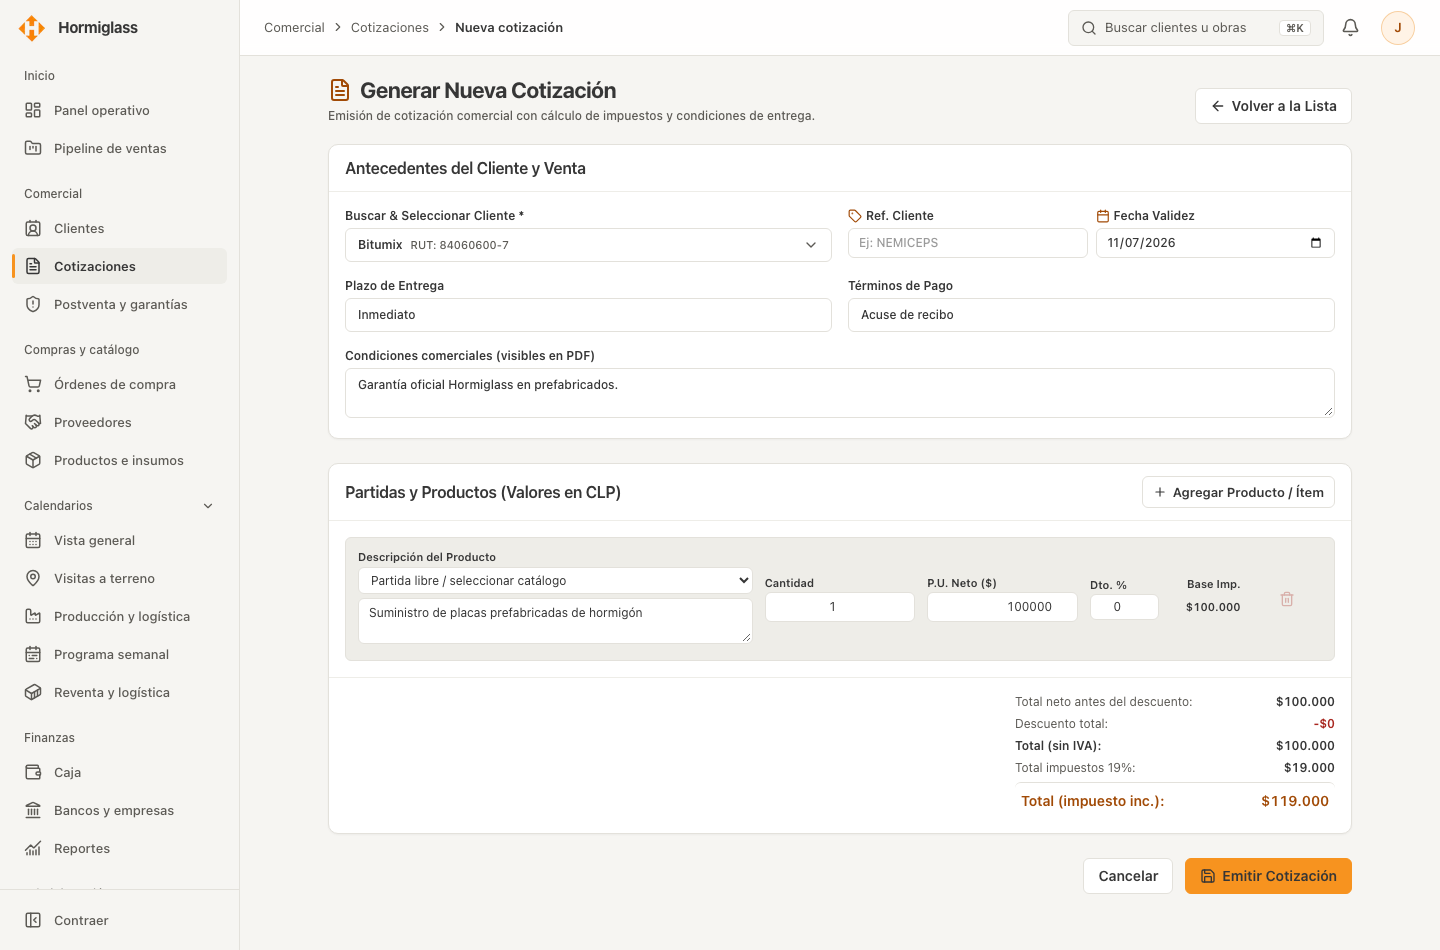 Hormiglass
Comercial > Cotizaciones > Nueva cotización
Buscar clientes u obras ⌘K
J
Inicio
Panel operativo
Pipeline de ventas
Comercial
Clientes
Cotizaciones
Postventa y garantías
Compras y catálogo
Órdenes de compra
Proveedores
Productos e insumos
Calendarios
Vista general
Visitas a terreno
Producción y logística
Programa semanal
Reventa y logística
Finanzas
Caja
Bancos y empresas
Reportes
Contraer
Generar Nueva Cotización
Emisión de cotización comercial con cálculo de impuestos y condiciones de entrega.
Volver a la Lista
Antecedentes del Cliente y Venta
Buscar & Seleccionar Cliente *
Bitumix RUT: 84060600-7
Ref. Cliente
Ej: NEMICEPS
Fecha Validez
11/07/2026
Plazo de Entrega
Inmediato
Términos de Pago
Acuse de recibo
Condiciones comerciales (visibles en PDF)
Garantía oficial Hormiglass en prefabricados.
Partidas y Productos (Valores en CLP)
Agregar Producto / Ítem
Descripción del Producto
Partida libre / seleccionar catálogo
Suministro de placas prefabricadas de hormigón
Cantidad
1
P.U. Neto ($)
100000
Dto. %
0
Base Imp.
$100.000
Total neto antes del descuento: $100.000
Descuento total: -$0
Total (sin IVA): $100.000
Total impuestos 19%: $19.000
Total (impuesto inc.): $119.000
Cancelar
Emitir Cotización